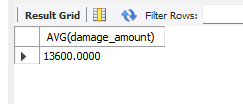 Result Grid Filter Rows:
AVG(damage_amount)
13600.0000